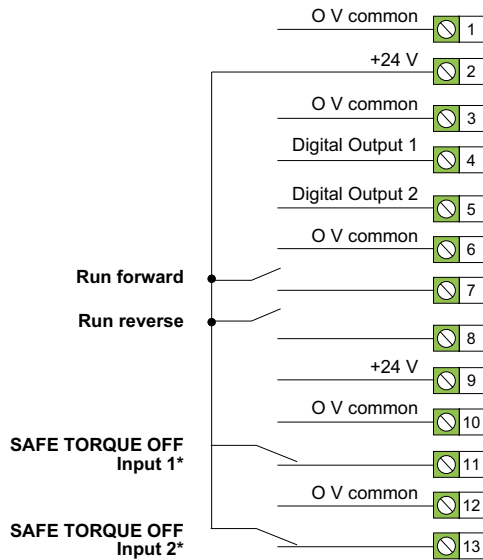 O V common 1
+24 V 2
O V common 3
Digital Output 1 4
Digital Output 2 5
O V common 6
Run forward 7
Run reverse 8
+24 V 9
O V common 10
SAFE TORQUE OFF
Input 1* 11
O V common 12
SAFE TORQUE OFF
Input 2* 13